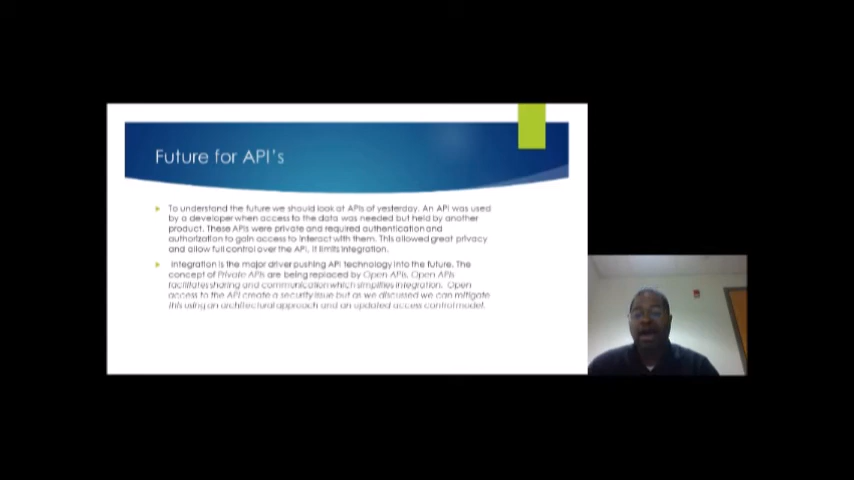 Future for API's
To understand the future we should look at APIs of yesterday. An API was used
by a developer when access to the data was needed but held by another
product. These APIs were private and required authentication and
authorization to gain access to interact with them. This allowed great privacy
and allow full control over the API, it limits integration.
Integration is the major driver pushing API technology into the future. The
concept of Private APIs are being replaced by Open APIs. Open APIs
facilitates sharing and communication which simplifies integration. Open
access to the API create a security issue but as we discussed we can mitigate
this using an architectural approach and an updated access control model.